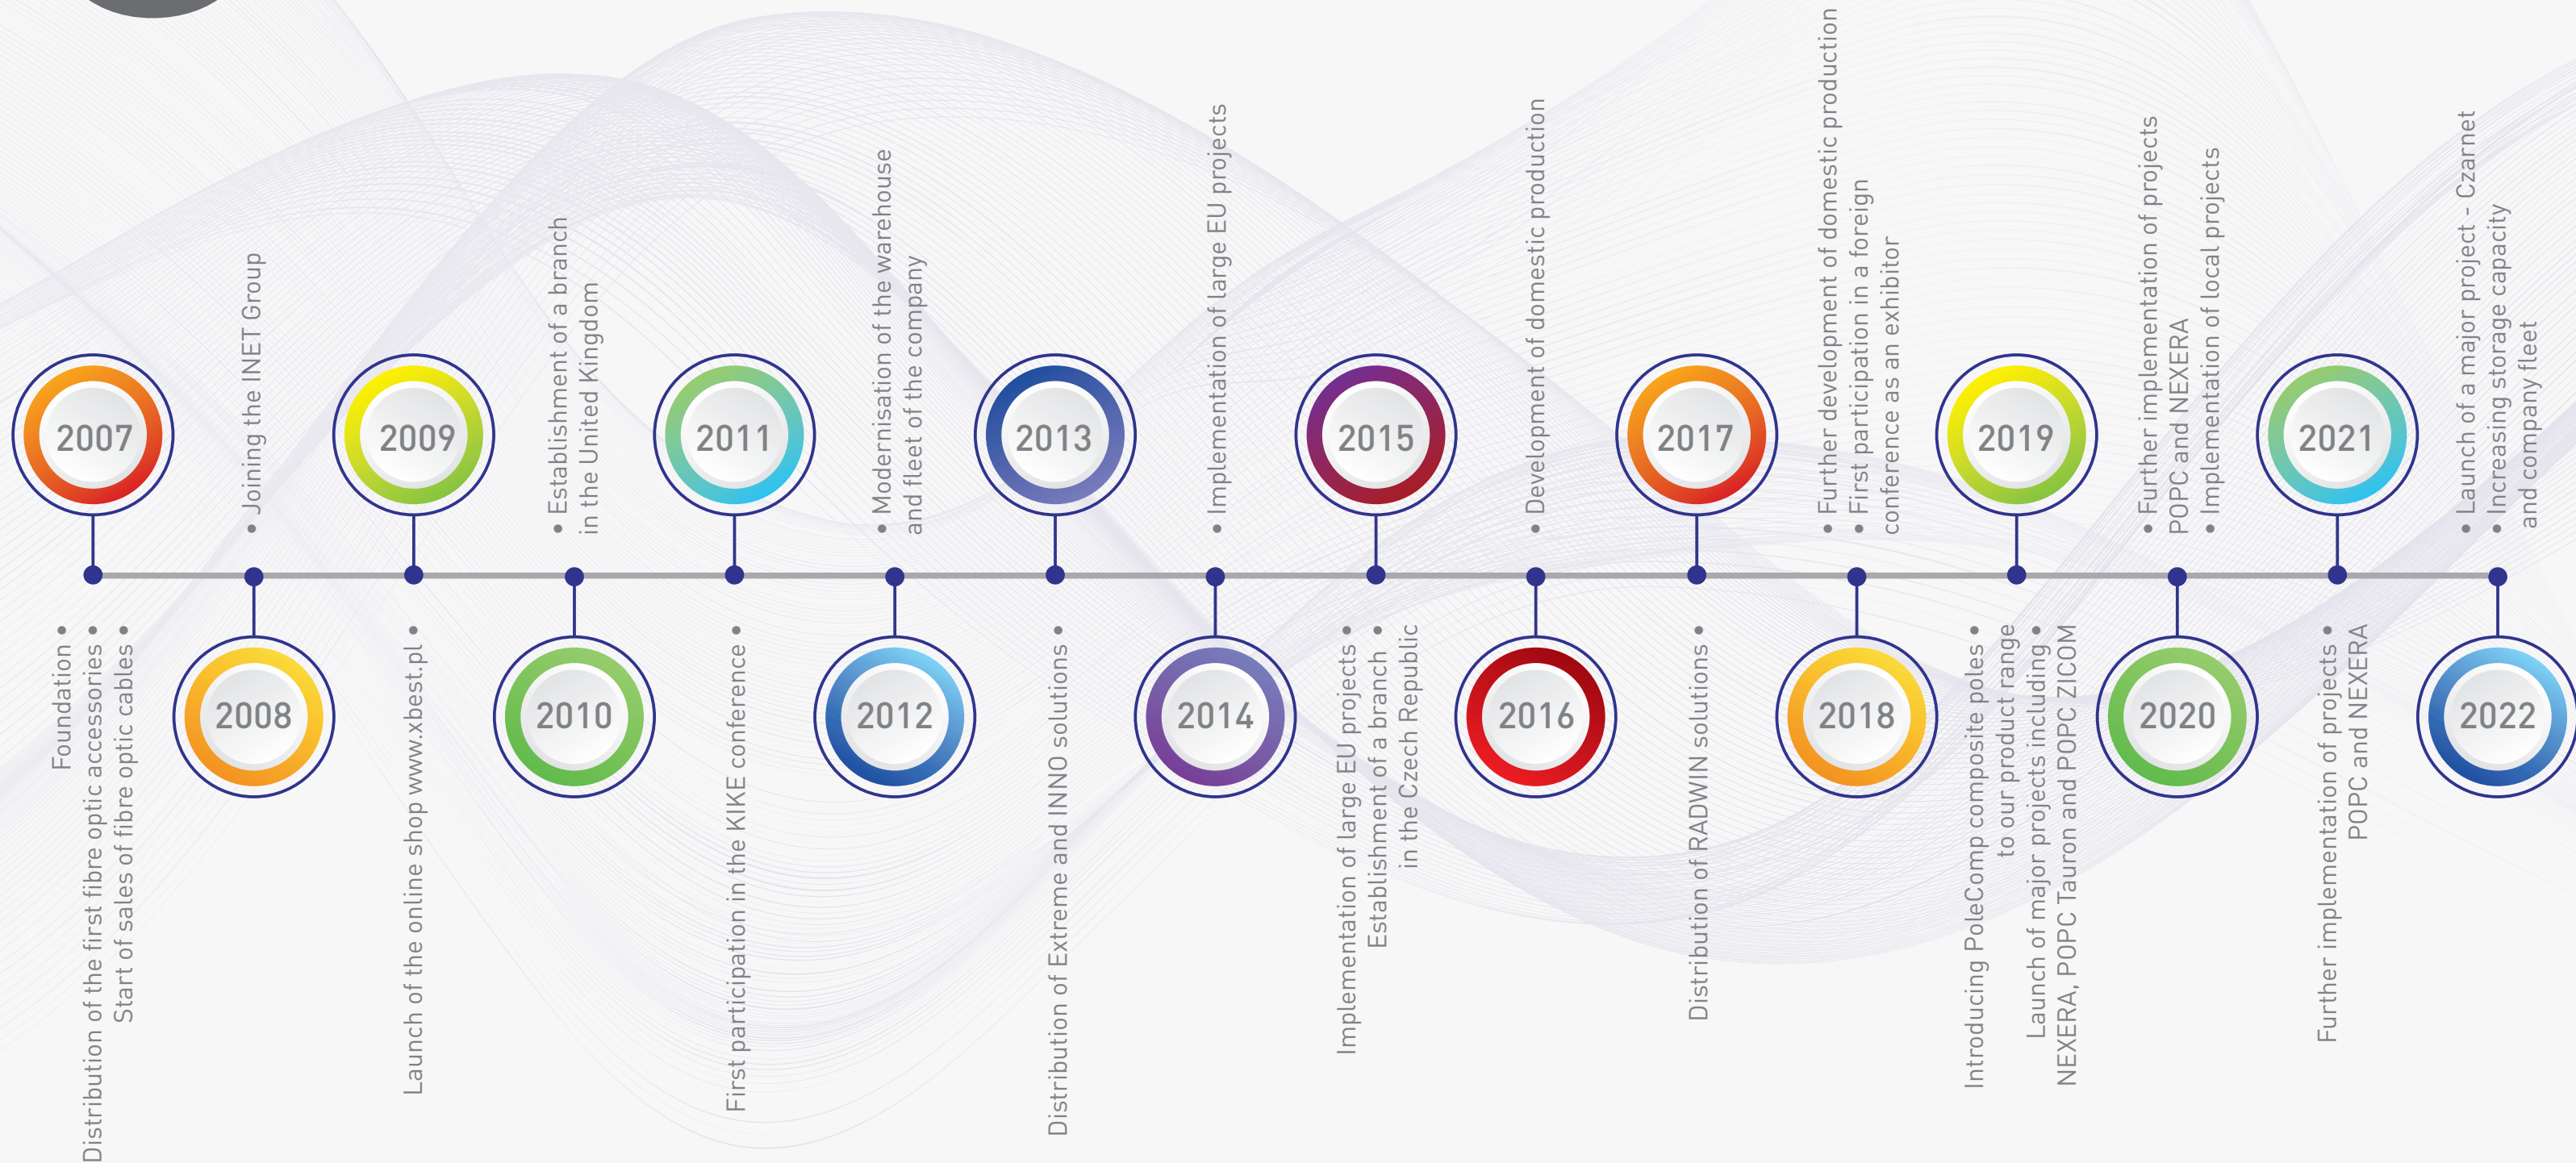 2007
Foundation •
Distribution of the first fibre optic accessories •
Start of sales of fibre optic cables •
2008
• Joining the INET Group
2009
Launch of the online shop www.xbest.pl •
2010
• Establishment of a branch
in the United Kingdom
2011
First participation in the KIKE conference •
2012
• Modernisation of the warehouse
and fleet of the company
2013
Distribution of Extreme and INNO solutions •
2014
• Implementation of large EU projects
2015
Implementation of large EU projects •
Establishment of a branch •
in the Czech Republic
2016
• Development of domestic production
2017
Distribution of RADWIN solutions •
2018
• Further development of domestic production
• First participation in a foreign
conference as an exhibitor
2019
Introducing PoleComp composite poles •
to our product range
Launch of major projects including •
NEXERA, POPC Tauron and POPC ZICOM
2020
• Further implementation of projects
POPC and NEXERA
• Implementation of local projects
2021
Further implementation of projects •
POPC and NEXERA
2022
• Launch of a major project - Czarnet
• Increasing storage capacity
and company fleet